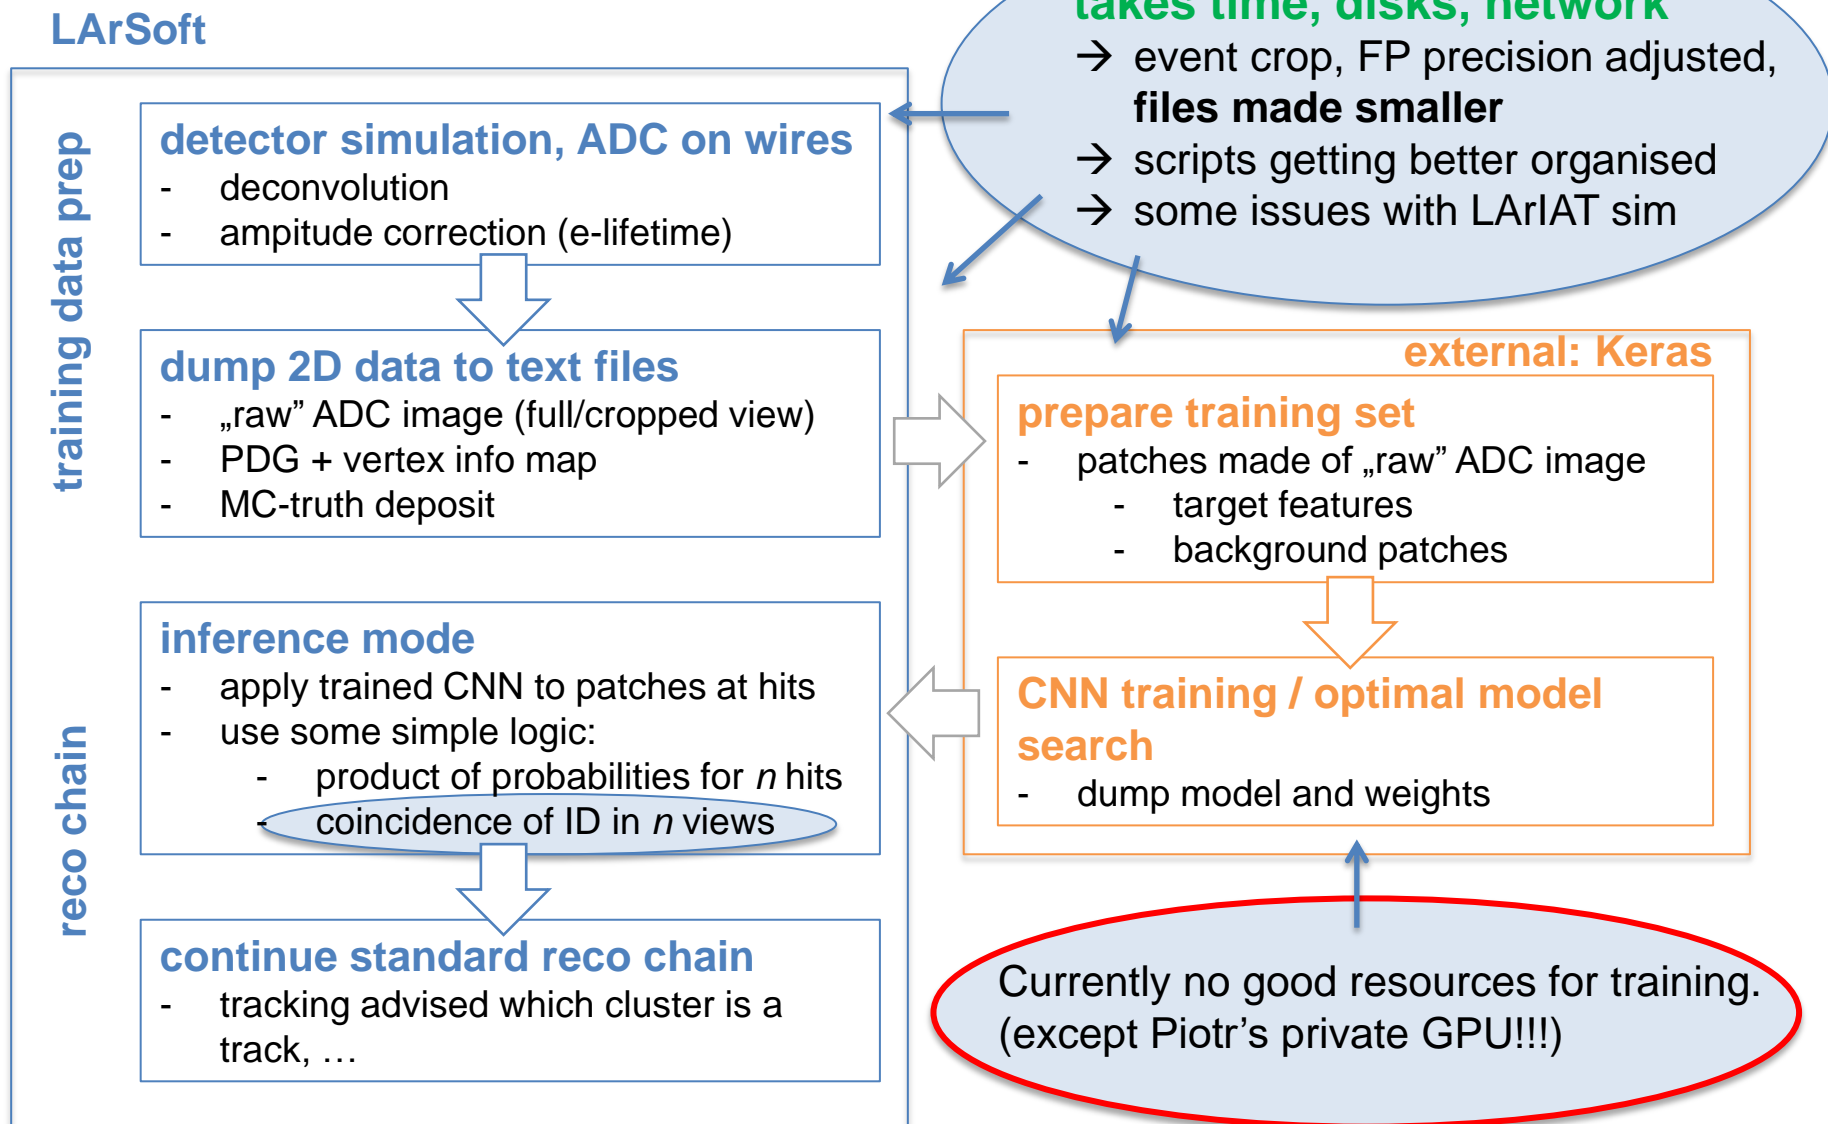 LArSoft
training data prep
detector simulation, ADC on wires
- deconvolution
- ampitude correction (e-lifetime)
dump 2D data to text files
- „raw” ADC image (full/cropped view)
- PDG + vertex info map
- MC-truth deposit
reco chain
inference mode
- apply trained CNN to patches at hits
- use some simple logic:
- product of probabilities for n hits
- coincidence of ID in n views
continue standard reco chain
- tracking advised which cluster is a
track, …
takes time, disks, network
→ event crop, FP precision adjusted,
files made smaller
→ scripts getting better organised
→ some issues with LArIAT sim
external: Keras
prepare training set
- patches made of „raw” ADC image
- target features
- background patches
CNN training / optimal model
search
- dump model and weights
Currently no good resources for training.
(except Piotr’s private GPU!!!)